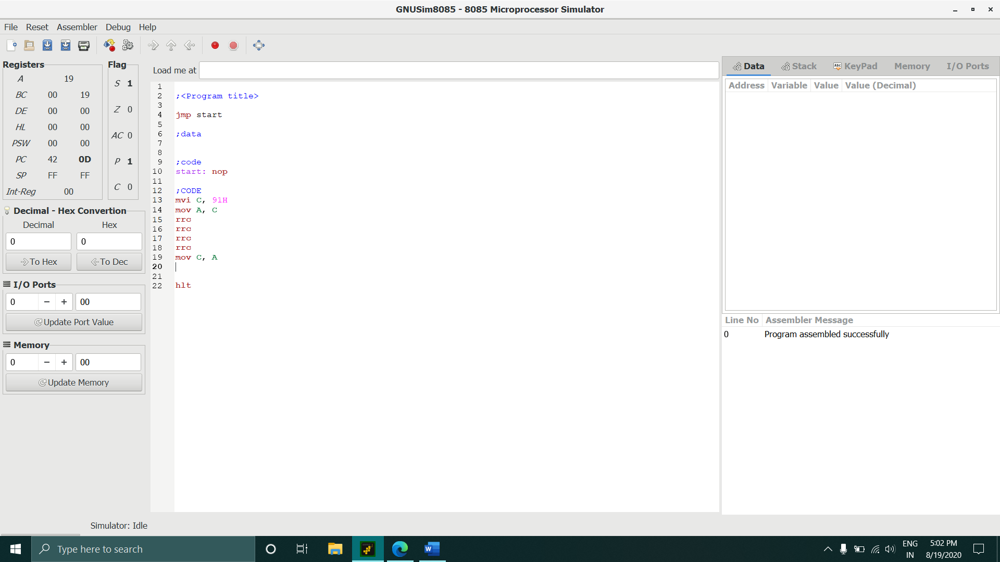 GNUSim8085 - 8085 Microprocessor Simulator
File Reset Assembler Debug Help
Registers
A 19
BC 00 19
DE 00 00
HL 00 00
PSW 00 00
PC 42 0D
SP FF FF
Int-Reg 00
Flag
S 1
Z 0
AC 0
P 1
C 0
Decimal - Hex Convertion
Decimal Hex
0 0
To Hex To Dec
I/O Ports
0 − + 00
Update Port Value
Memory
0 − + 00
Update Memory
Load me at
1
2 ;<Program title>
3
4 jmp start
5
6 ;data
7
8
9 ;code
10 start: nop
11
12 ;CODE
13 mvi C, 91H
14 mov A, C
15 rrc
16 rrc
17 rrc
18 rrc
19 mov C, A
20
21
22 hlt
Data Stack Abc KeyPad Memory I/O Ports
Address Variable Value Value (Decimal)
Line No Assembler Message
0 Program assembled successfully
Simulator: Idle
Type here to search
W
ENG
IN
5:02 PM
8/19/2020